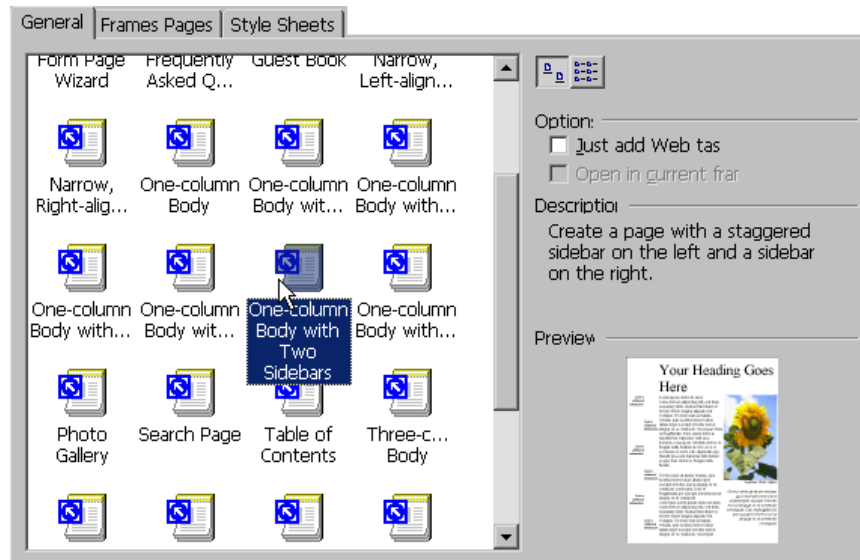 General
Frames Pages
Style Sheets
Form Page
Wizard
Frequently
Asked Q...
Guest Book
Narrow,
Left-align...
Narrow,
Right-alig...
One-column
Body
One-column
Body wit...
One-column
Body with...
One-column
Body with...
One-column
Body wit...
One-column
Body with
Two
Sidebars
One-column
Body with...
Photo
Gallery
Search Page
Table of
Contents
Three-c...
Body
Option:
Just add Web tas
Open in current frar
Description
Create a page with a staggered
sidebar on the left and a sidebar
on the right.
Preview
Your Heading Goes
Here